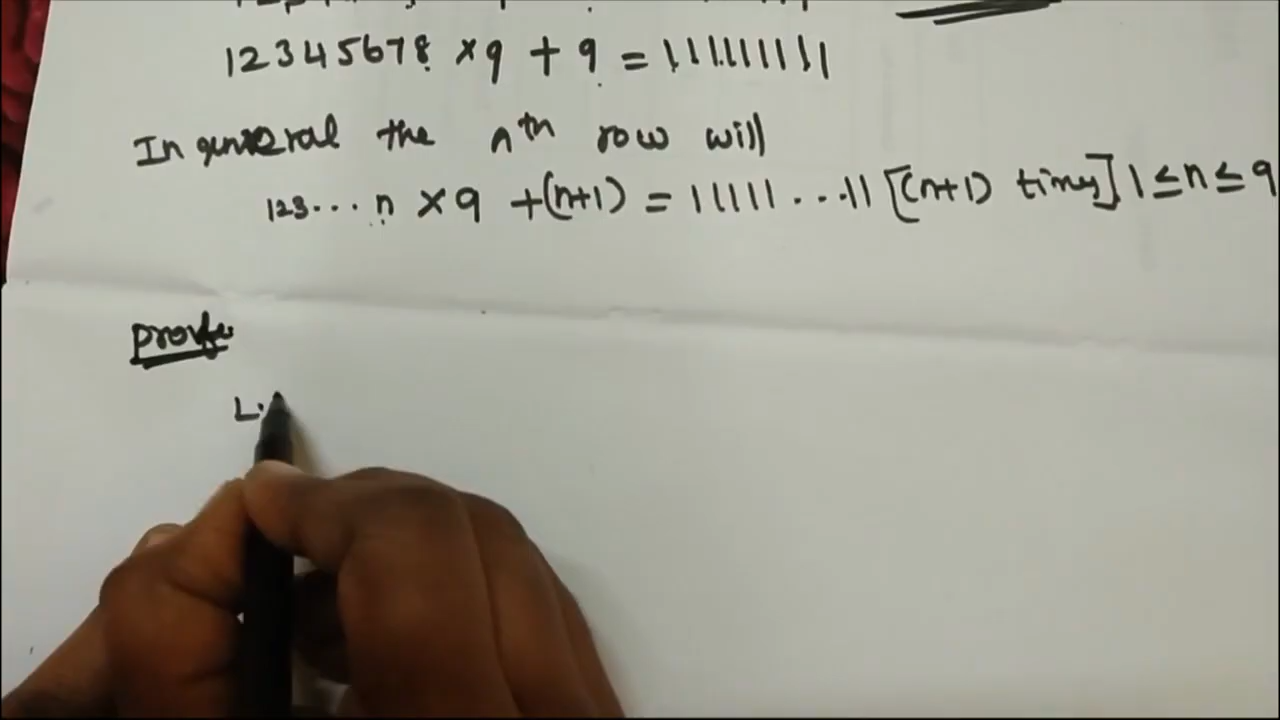 12345678 × 9 + 9 = 111111111
In general the nth row will
123... n × 9 + (n+1) = 11111...11 [(n+1) times] 1 ≤ n ≤ 9
L.